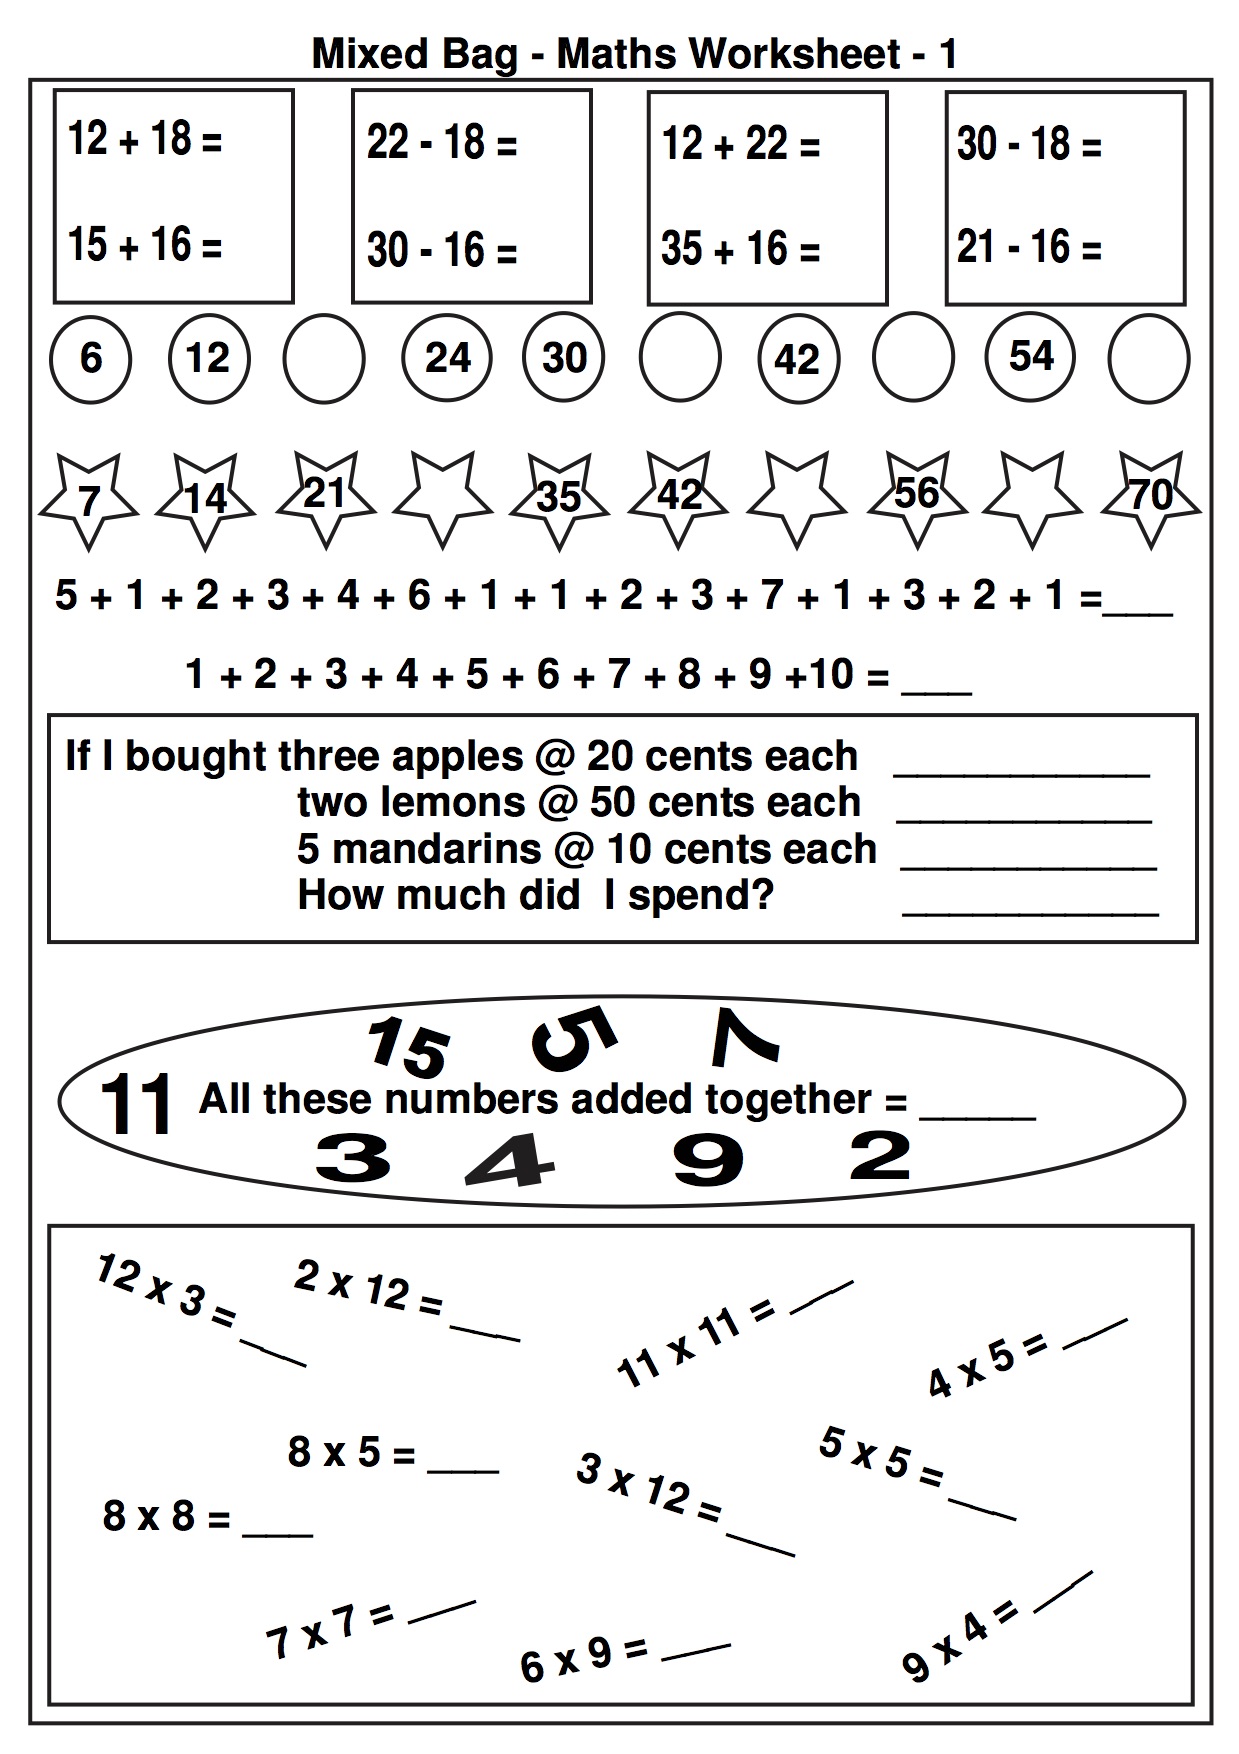 Mixed Bag - Maths Worksheet - 1
12 + 18 =
15 + 16 =
22 - 18 =
30 - 16 =
12 + 22 =
35 + 16 =
30 - 18 =
21 - 16 =
6 12 24 30 42 54
7 14 21 35 42 56 70
5 + 1 + 2 + 3 + 4 + 6 + 1 + 1 + 2 + 3 + 7 + 1 + 3 + 2 + 1 =___
1 + 2 + 3 + 4 + 5 + 6 + 7 + 8 + 9 +10 = ___
If I bought three apples @ 20 cents each ___________
two lemons @ 50 cents each ___________
5 mandarins @ 10 cents each ___________
How much did I spend? ___________
15 5 7
11 All these numbers added together = _____
3 4 9 2
12 x 3 =___
2 x 12 = ___
11 x 11 = ___
4 x 5 = ___
8 x 5 = ___
3 x 12 =___
5 x 5 =___
8 x 8 = ___
7 x 7 = ___
6 x 9 = ___
9 x 4 = ___